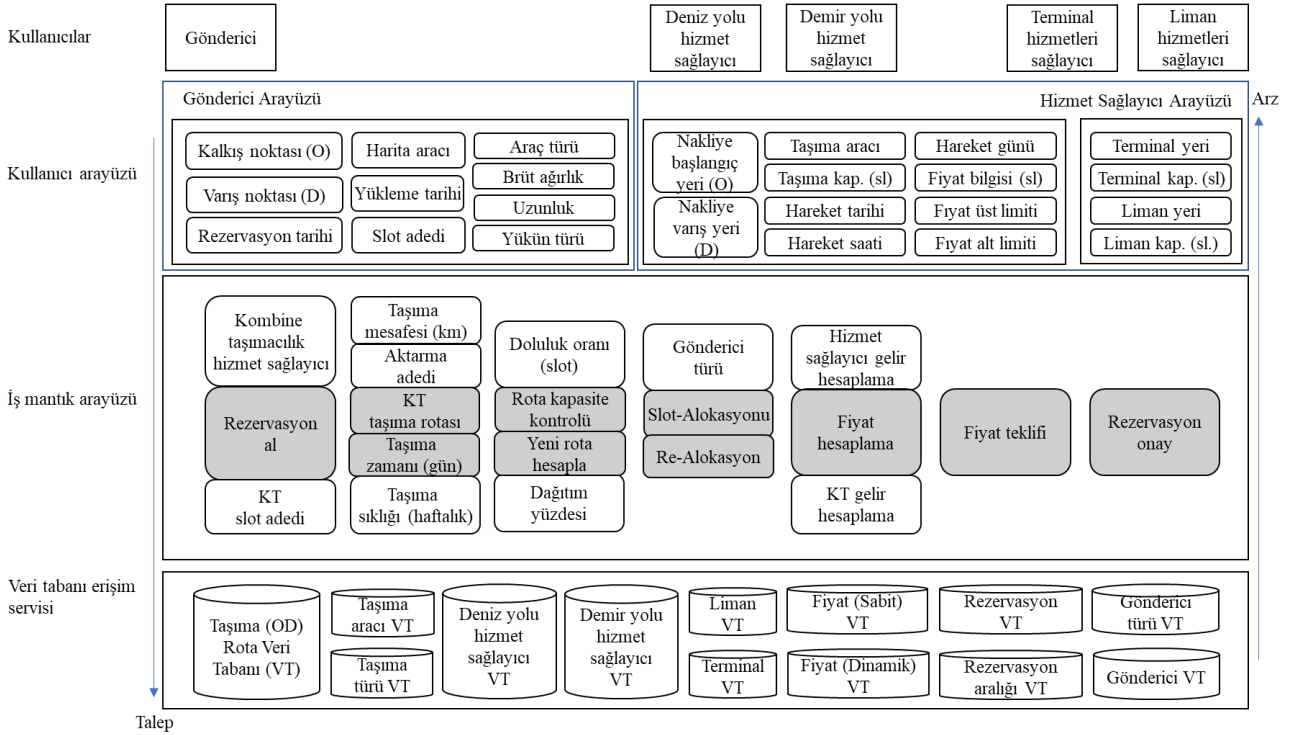 Kullanıcılar
Gönderici
Deniz yolu
hizmet
sağlayıcı
Demir yolu
hizmet
sağlayıcı
Terminal
hizmetleri
sağlayıcı
Liman
hizmetleri
sağlayıcı
Gönderici Arayüzü
Hizmet Sağlayıcı Arayüzü
Arz
Kullanıcı arayüzü
Kalkış noktası (O)
Varış noktası (D)
Rezervasyon tarihi
Harita aracı
Yükleme tarihi
Slot adedi
Araç türü
Brüt ağırlık
Uzunluk
Yükün türü
Nakliye
başlangıç
yeri (O)
Nakliye
varış yeri
(D)
Taşıma aracı
Taşıma kap. (sl)
Hareket tarihi
Hareket saati
Hareket günü
Fiyat bilgisi (sl)
Fıyat üst limiti
Fıyat alt limiti
Terminal yeri
Terminal kap. (sl)
Liman yeri
Liman kap. (sl.)
İş mantık arayüzü
Kombine
taşımacılık
hizmet sağlayıcı
Rezervasyon
al
KT
slot adedi
Taşıma
mesafesi (km)
Aktarma
adedi
KT
taşıma rotası
Taşıma
zamanı (gün)
Taşıma
sıklığı (haftalık)
Doluluk oranı
(slot)
Rota kapasite
kontrolü
Yeni rota
hesapla
Dağıtım
yüzdesi
Gönderici
türü
Slot-Alokasyonu
Re-Alokasyon
Hizmet
sağlayıcı gelir
hesaplama
Fiyat
hesaplama
KT gelir
hesaplama
Fiyat teklifi
Rezervasyon
onay
Veri tabanı erişim
servisi
Taşıma (OD)
Rota Veri
Tabanı (VT)
Taşıma
aracı VT
Taşıma
türü VT
Deniz yolu
hizmet
sağlayıcı
VT
Demir yolu
hizmet
sağlayıcı
VT
Liman
VT
Terminal
VT
Fiyat (Sabit)
VT
Fiyat (Dinamik)
VT
Rezervasyon
VT
Rezervasyon
aralığı VT
Gönderici
türü VT
Gönderici VT
Talep